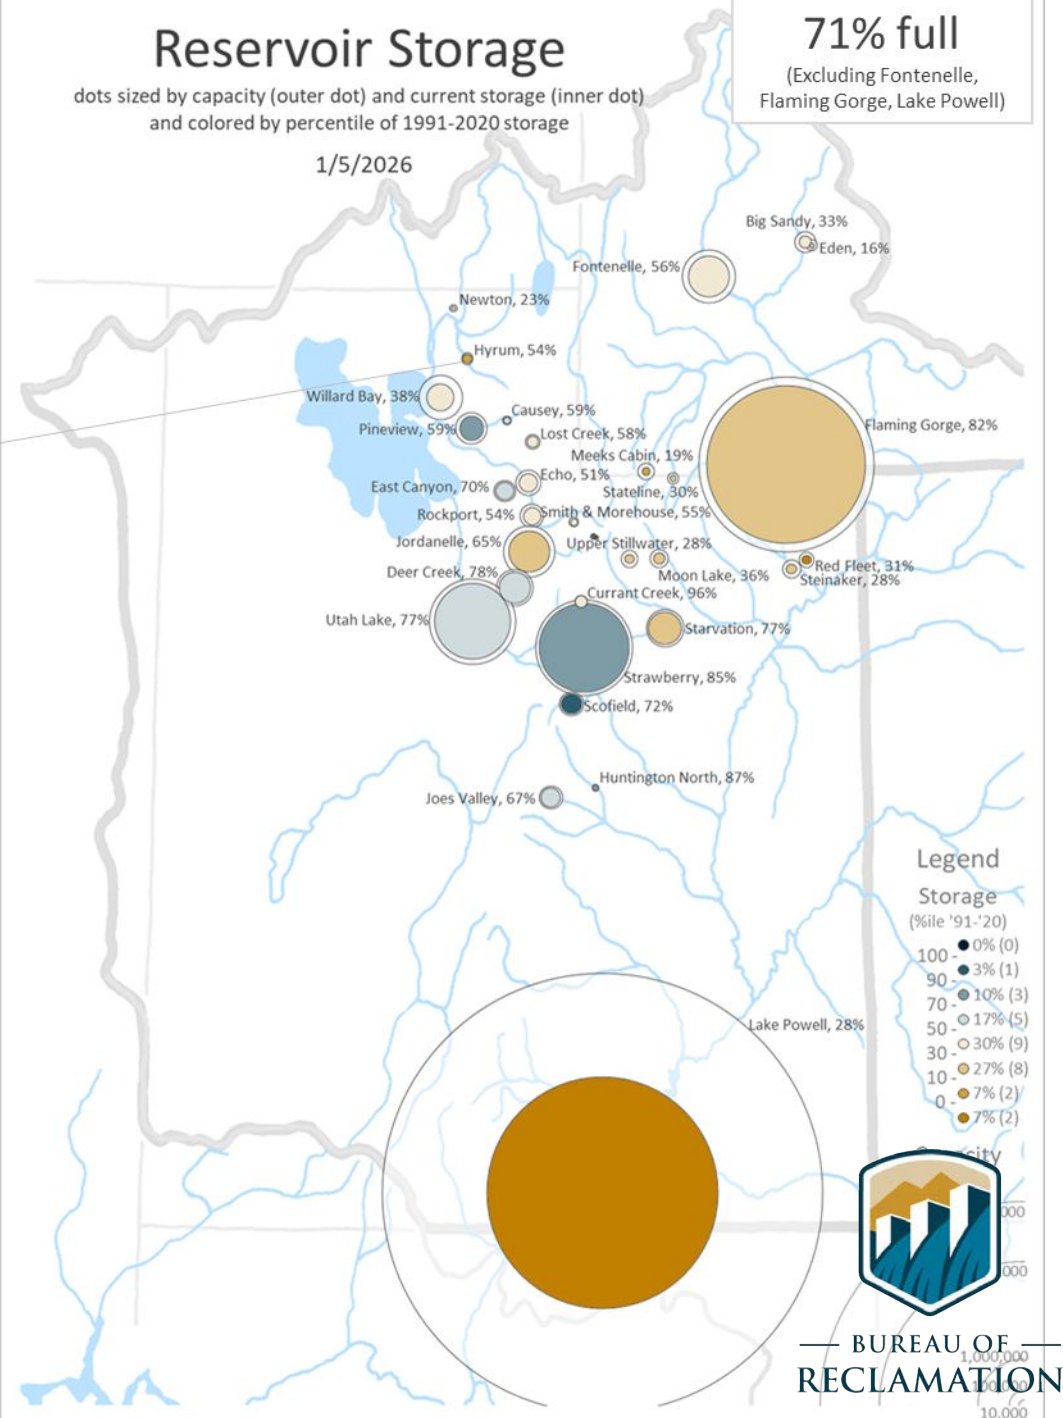 Reservoir Storage
dots sized by capacity (outer dot) and current storage (inner dot)
and colored by percentile of 1991-2020 storage
1/5/2026
71% full
(Excluding Fontenelle,
Flaming Gorge, Lake Powell)
Big Sandy, 33%
Eden, 16%
Fontenelle, 56%
Newton, 23%
Hyrum, 54%
Willard Bay, 38%
Causey, 59%
Pineview, 59%
Lost Creek, 58%
Flaming Gorge, 82%
Meeks Cabin, 19%
Echo, 51%
East Canyon, 70%
Stateline, 30%
Rockport, 54%
Smith & Morehouse, 55%
Jordanelle, 65%
Upper Stillwater, 28%
Red Fleet, 31%
Deer Creek, 78%
Moon Lake, 36%
Steinaker, 28%
Currant Creek, 96%
Utah Lake, 77%
Starvation, 77%
Strawberry, 85%
Scofield, 72%
Huntington North, 87%
Joes Valley, 67%
Lake Powell, 28%
Legend
Storage
(%ile '91-'20)
0% (0)
100 -
3% (1)
90 -
10% (3)
70 -
17% (5)
50 -
30% (9)
30 -
27% (8)
10 -
7% (2)
0 -
7% (2)
BUREAU OF
RECLAMATION
1,000,000
100,000
10,000